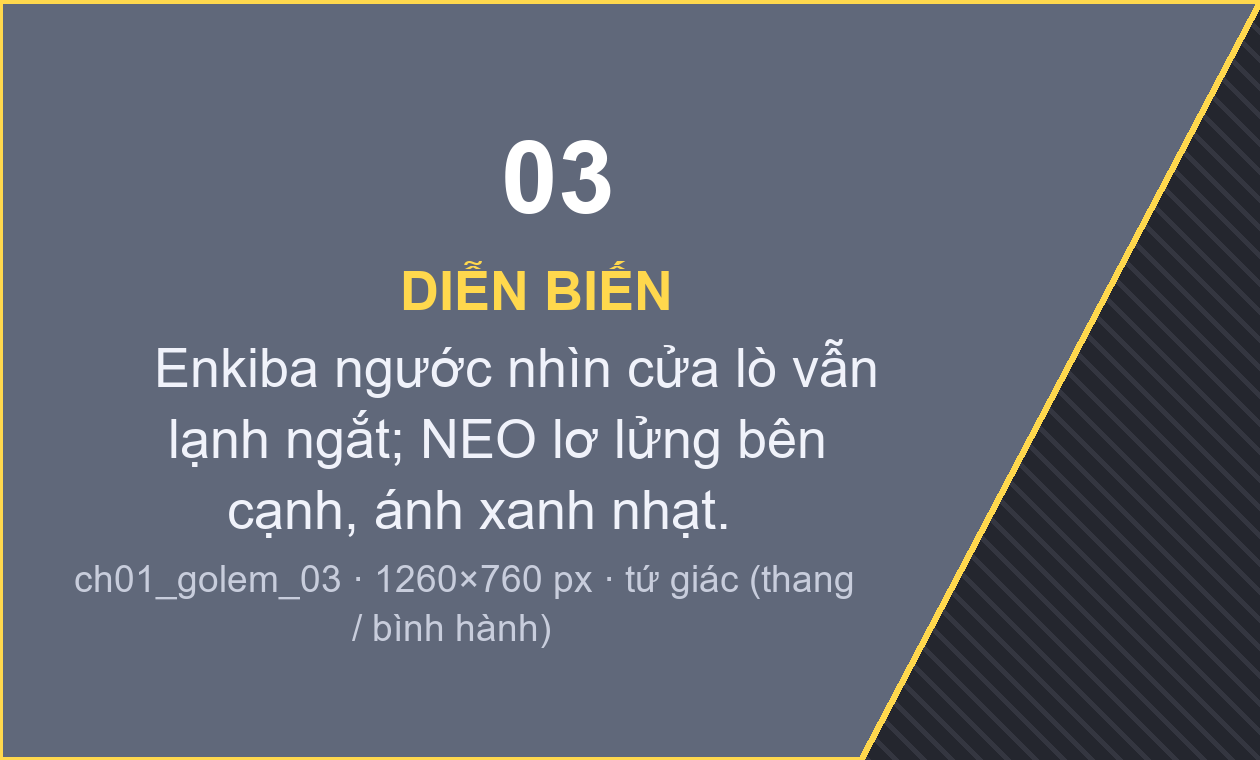 03
DIỄN BIẾN
Enkiba ngước nhìn cửa lò vẫn
lạnh ngắt; NEO lơ lửng bên
cạnh, ánh xanh nhạt.
ch01_golem_03 · 1260×760 px · tứ giác (thang
/ bình hành)